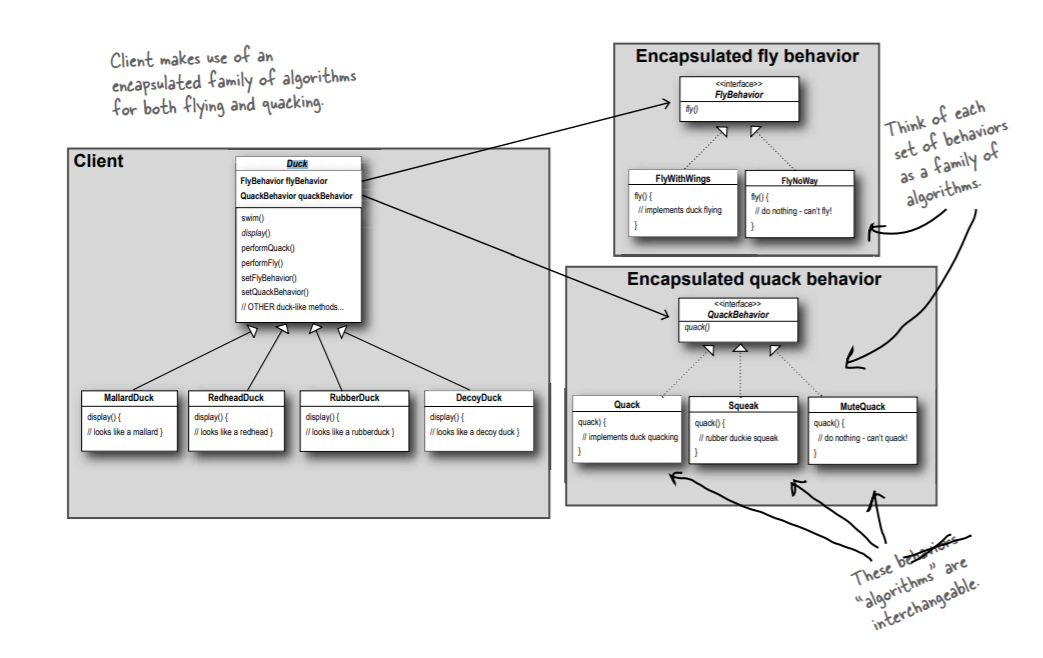 Client makes use of an
encapsulated family of algorithms
for both flying and quacking.
Client
Duck
FlyBehavior flyBehavior
QuackBehavior quackBehavior
swim()
display()
performQuack()
performFly()
setFlyBehavior()
setQuackBehavior()
// OTHER duck-like methods...
MallardDuck
display() {
// looks like a mallard }
RedheadDuck
display() {
// looks like a redhead }
RubberDuck
display() {
// looks like a rubberduck }
DecoyDuck
display() {
// looks like a decoy duck }
Encapsulated fly behavior
<<interface>>
FlyBehavior
fly()
FlyWithWings
fly() {
// implements duck flying
}
FlyNoWay
fly() {
// do nothing - can't fly!
}
Think of each
set of behaviors
as a family of
algorithms.
Encapsulated quack behavior
<<interface>>
QuackBehavior
quack()
Quack
quack) {
// implements duck quacking
}
Squeak
quack() {
// rubber duckie squeak
}
MuteQuack
quack() {
// do nothing - can't quack!
}
These behaviors
“algorithms” are
interchangeable.